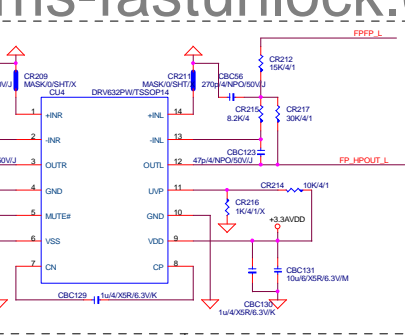 ms-fastunlock.
FPFP_L
CR212
15K/4/1
CR209
MASK/0/SHT/X
CR211
MASK/0/SHT/X
CBC56
270p/4/NPO/50V/J
CU4
DRV632PW/TSSOP14
CR215
8.2K/4
CR217
30K/4/1
1 +INR
+INL 14
2 -INR
-INL 13
CBC123
47p/4/NPO/50V/J
3 OUTR
OUTL 12
FP_HPOUT_L
4 GND
UVP 11
CR214
10K/4/1
CR216
1K/4/1/X
5 MUTE#
GND 10
+3.3AVDD
6 VSS
VDD 9
7 CN
CP 8
CBC131
10u/6/X5R/6.3V/M
CBC129
1u/4/X5R/6.3V/K
CBC130
1u/4/X5R/6.3V/K